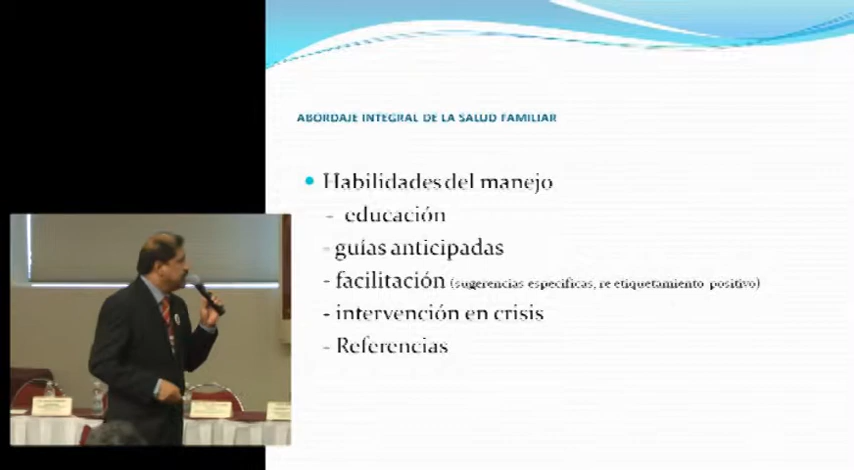 ABORDAJE INTEGRAL DE LA SALUD FAMILIAR
• Habilidades del manejo
- educación
- guías anticipadas
- facilitación (sugerencias especificas, re etiquetamiento positivo)
- intervención en crisis
- Referencias